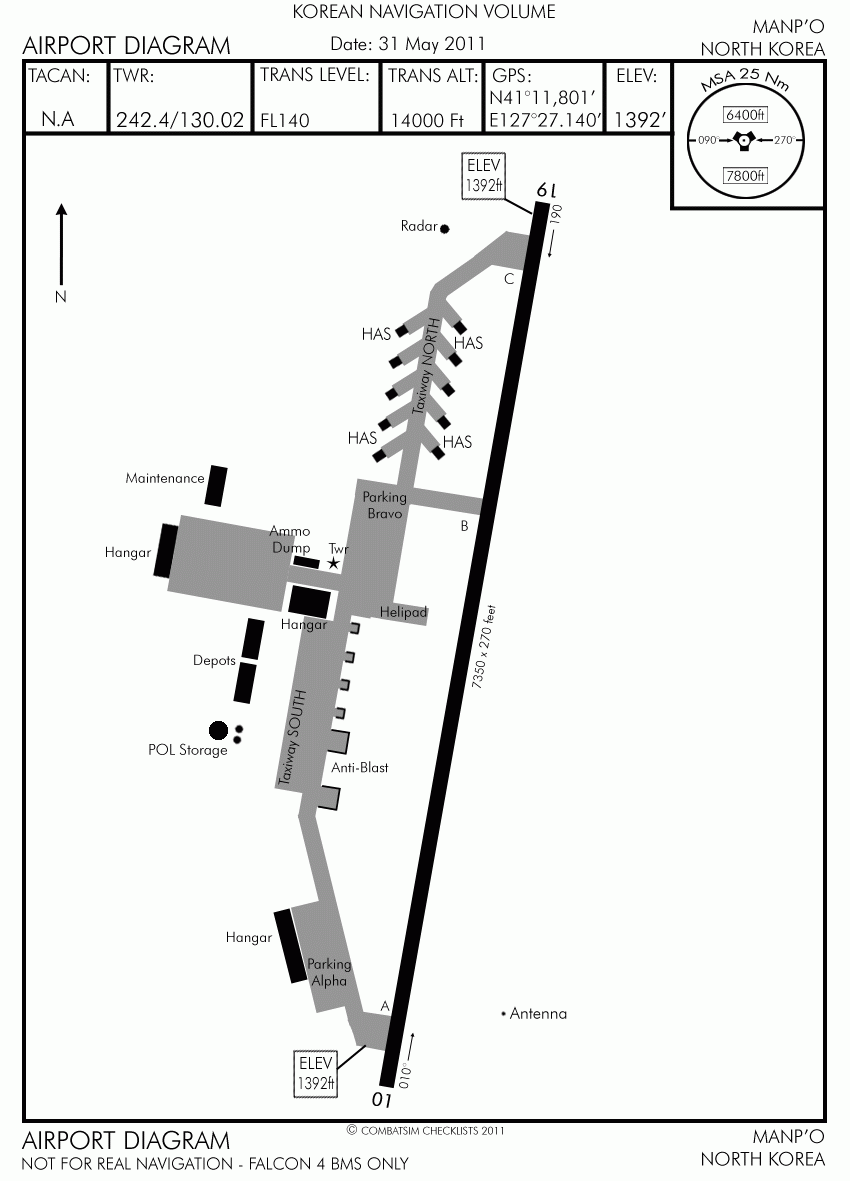 KOREAN NAVIGATION VOLUME
AIRPORT DIAGRAM
Date: 31 May 2011
MANP'O
NORTH KOREA
TACAN:
N.A
TWR:
242.4/130.02
TRANS LEVEL:
FL140
TRANS ALT:
14000 Ft
GPS:
N41°11,801'
E127°27.140'
ELEV:
1392'
MSA 25 Nm
6400ft
090°
270°
7800ft
ELEV
1392ft
19
190
Radar
N
C
HAS
HAS
Taxiway NORTH
HAS
HAS
Maintenance
Parking
Bravo
B
Ammo
Dump
Twr
Hangar
Helipad
Hangar
7350 x 270 feet
Depots
Taxiway SOUTH
POL Storage
Anti-Blast
Hangar
Parking
Alpha
A
Antenna
ELEV
1392ft
010°
01
© COMBATSIM CHECKLISTS 2011
AIRPORT DIAGRAM
NOT FOR REAL NAVIGATION - FALCON 4 BMS ONLY
MANP'O
NORTH KOREA